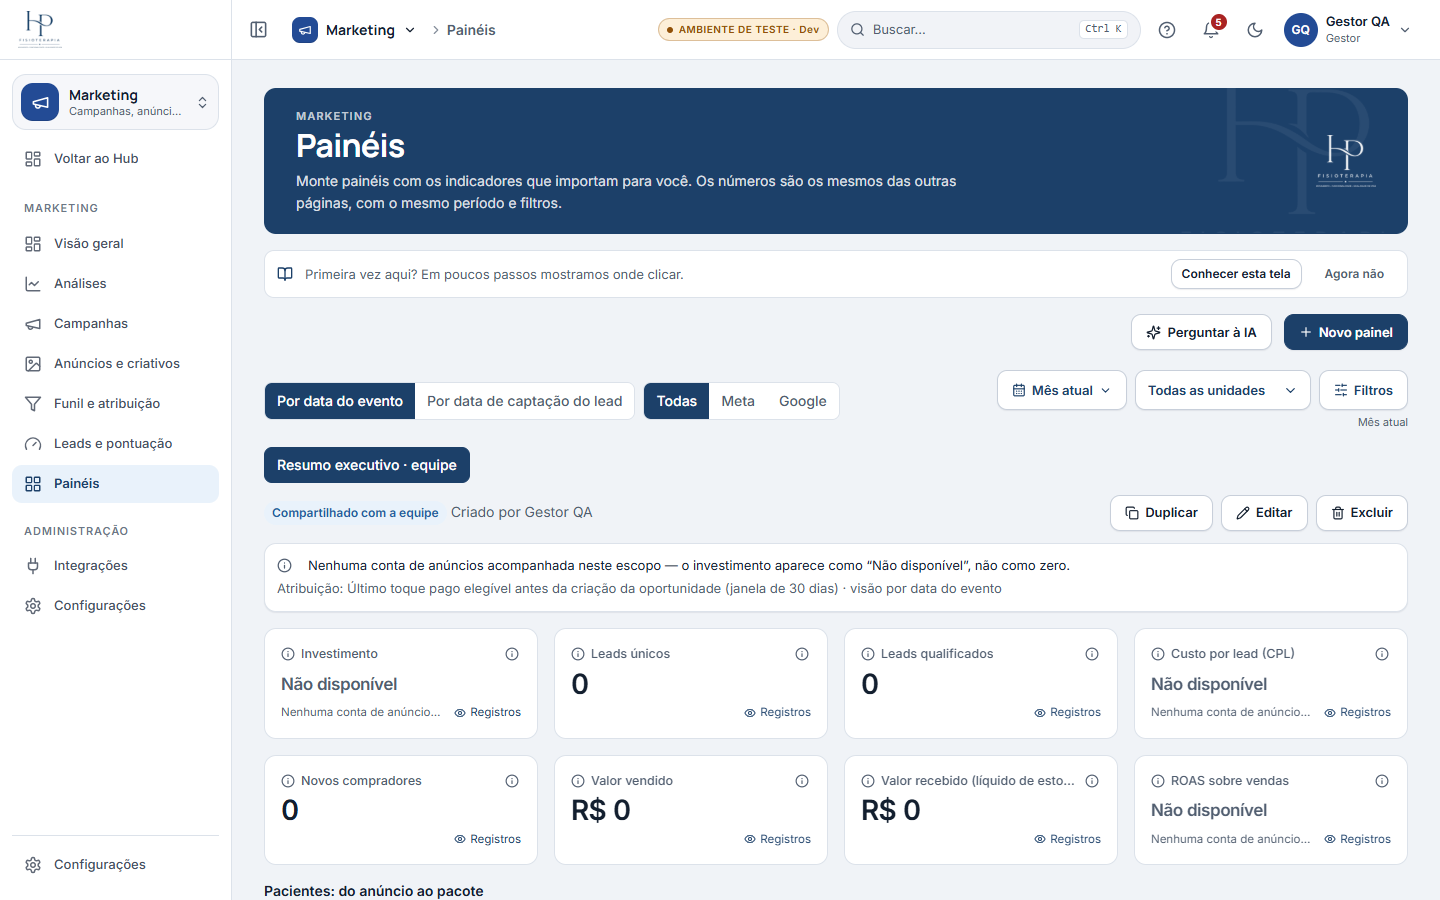 HP
FISIOTERAPIA
Marketing
Campanhas, anúnci...
Voltar ao Hub
MARKETING
Visão geral
Análises
Campanhas
Anúncios e criativos
Funil e atribuição
Leads e pontuação
Painéis
ADMINISTRAÇÃO
Integrações
Configurações
Configurações
Marketing
Painéis
AMBIENTE DE TESTE · Dev
Buscar...
Ctrl K
5
GQ
Gestor QA
Gestor
MARKETING
Painéis
Monte painéis com os indicadores que importam para você. Os números são os mesmos das outras
páginas, com o mesmo período e filtros.
HP
FISIOTERAPIA
Primeira vez aqui? Em poucos passos mostramos onde clicar.
Conhecer esta tela
Agora não
Perguntar à IA
Novo painel
Por data do evento
Por data de captação do lead
Todas
Meta
Google
Mês atual
Todas as unidades
Filtros
Mês atual
Resumo executivo · equipe
Compartilhado com a equipe
Criado por Gestor QA
Duplicar
Editar
Excluir
Nenhuma conta de anúncios acompanhada neste escopo — o investimento aparece como “Não disponível”, não como zero.
Atribuição: Último toque pago elegível antes da criação da oportunidade (janela de 30 dias) · visão por data do evento
Investimento
Não disponível
Nenhuma conta de anúncio...
Registros
Leads únicos
0
Registros
Leads qualificados
0
Registros
Custo por lead (CPL)
Não disponível
Nenhuma conta de anúncio...
Registros
Novos compradores
0
Registros
Valor vendido
R$ 0
Registros
Valor recebido (líquido de esto...
R$ 0
Registros
ROAS sobre vendas
Não disponível
Nenhuma conta de anúncio...
Registros
Pacientes: do anúncio ao pacote